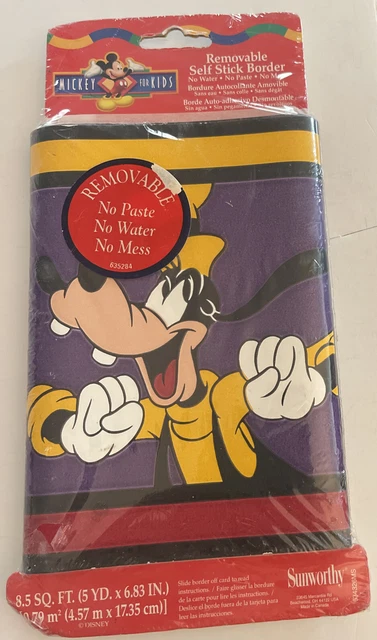 MICKEY FOR KIDS
Removable
Self Stick Border
No Water • No Paste • No
Bordure Autocollante Amovible
Sans eau • Sans colle • Sans dégât
Borde Auto-adhesivo Desmontable
Sin agua • Sin
REMOVABLE
No Paste
No Water
No Mess
635284
8.5 SQ. FT. (5 YD. x 6.83 IN.)
0.79 m² (4.57 m x 17.35 cm)]
© DISNEY
Slide border off card to read
instructions. / Faire glisser la bordure
de la carte pour lire les instructions. /
Deslice el borde fuera de la tarjeta para
leer las instrucciones.
Sunworthy
Made in Canada